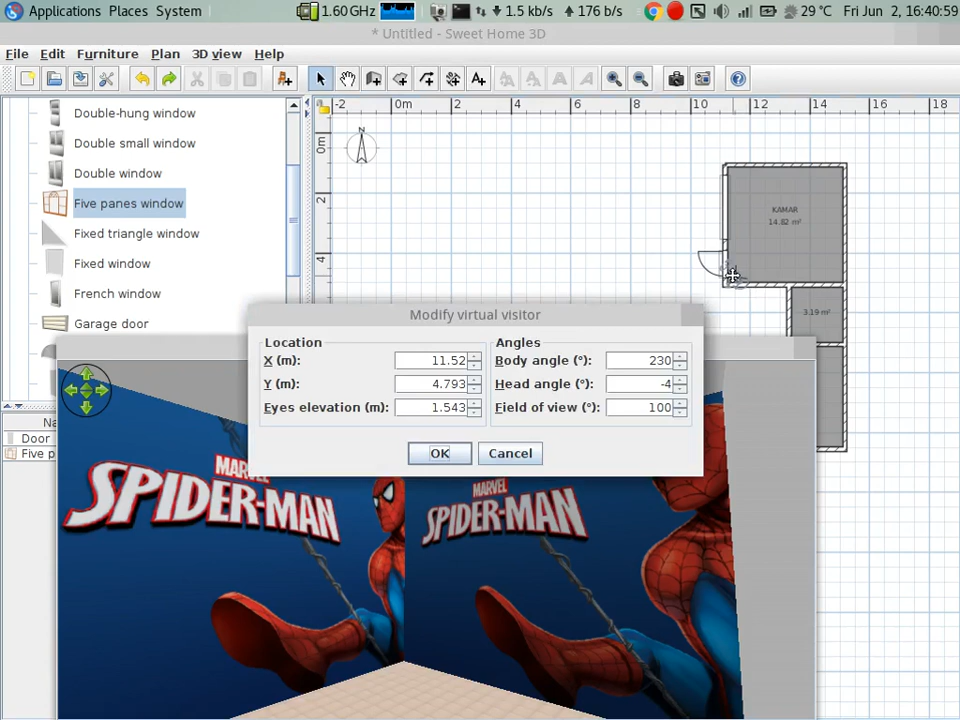 Applications Places System 1.60 GHz 1.5 kb/s 176 b/s 29 °C Fri Jun 2, 16:40:59
* Untitled - Sweet Home 3D
File Edit Furniture Plan 3D view Help
-2 0m 2 4 6 8 10 12 14 16 18
Double-hung window
Double small window
Double window
Five panes window
Fixed triangle window
Fixed window
French window
Garage door
N
0m
2
4
KAMAR
14.82 m²
3.19 m²
Modify virtual visitor
Location
X (m): 11.52
Y (m): 4.793
Eyes elevation (m): 1.543
Angles
Body angle (°): 230
Head angle (°): -4
Field of view (°): 100
OK Cancel
Na
Door
Five p
MARVEL
SPIDER-MAN
MARVEL
SPIDER-MAN